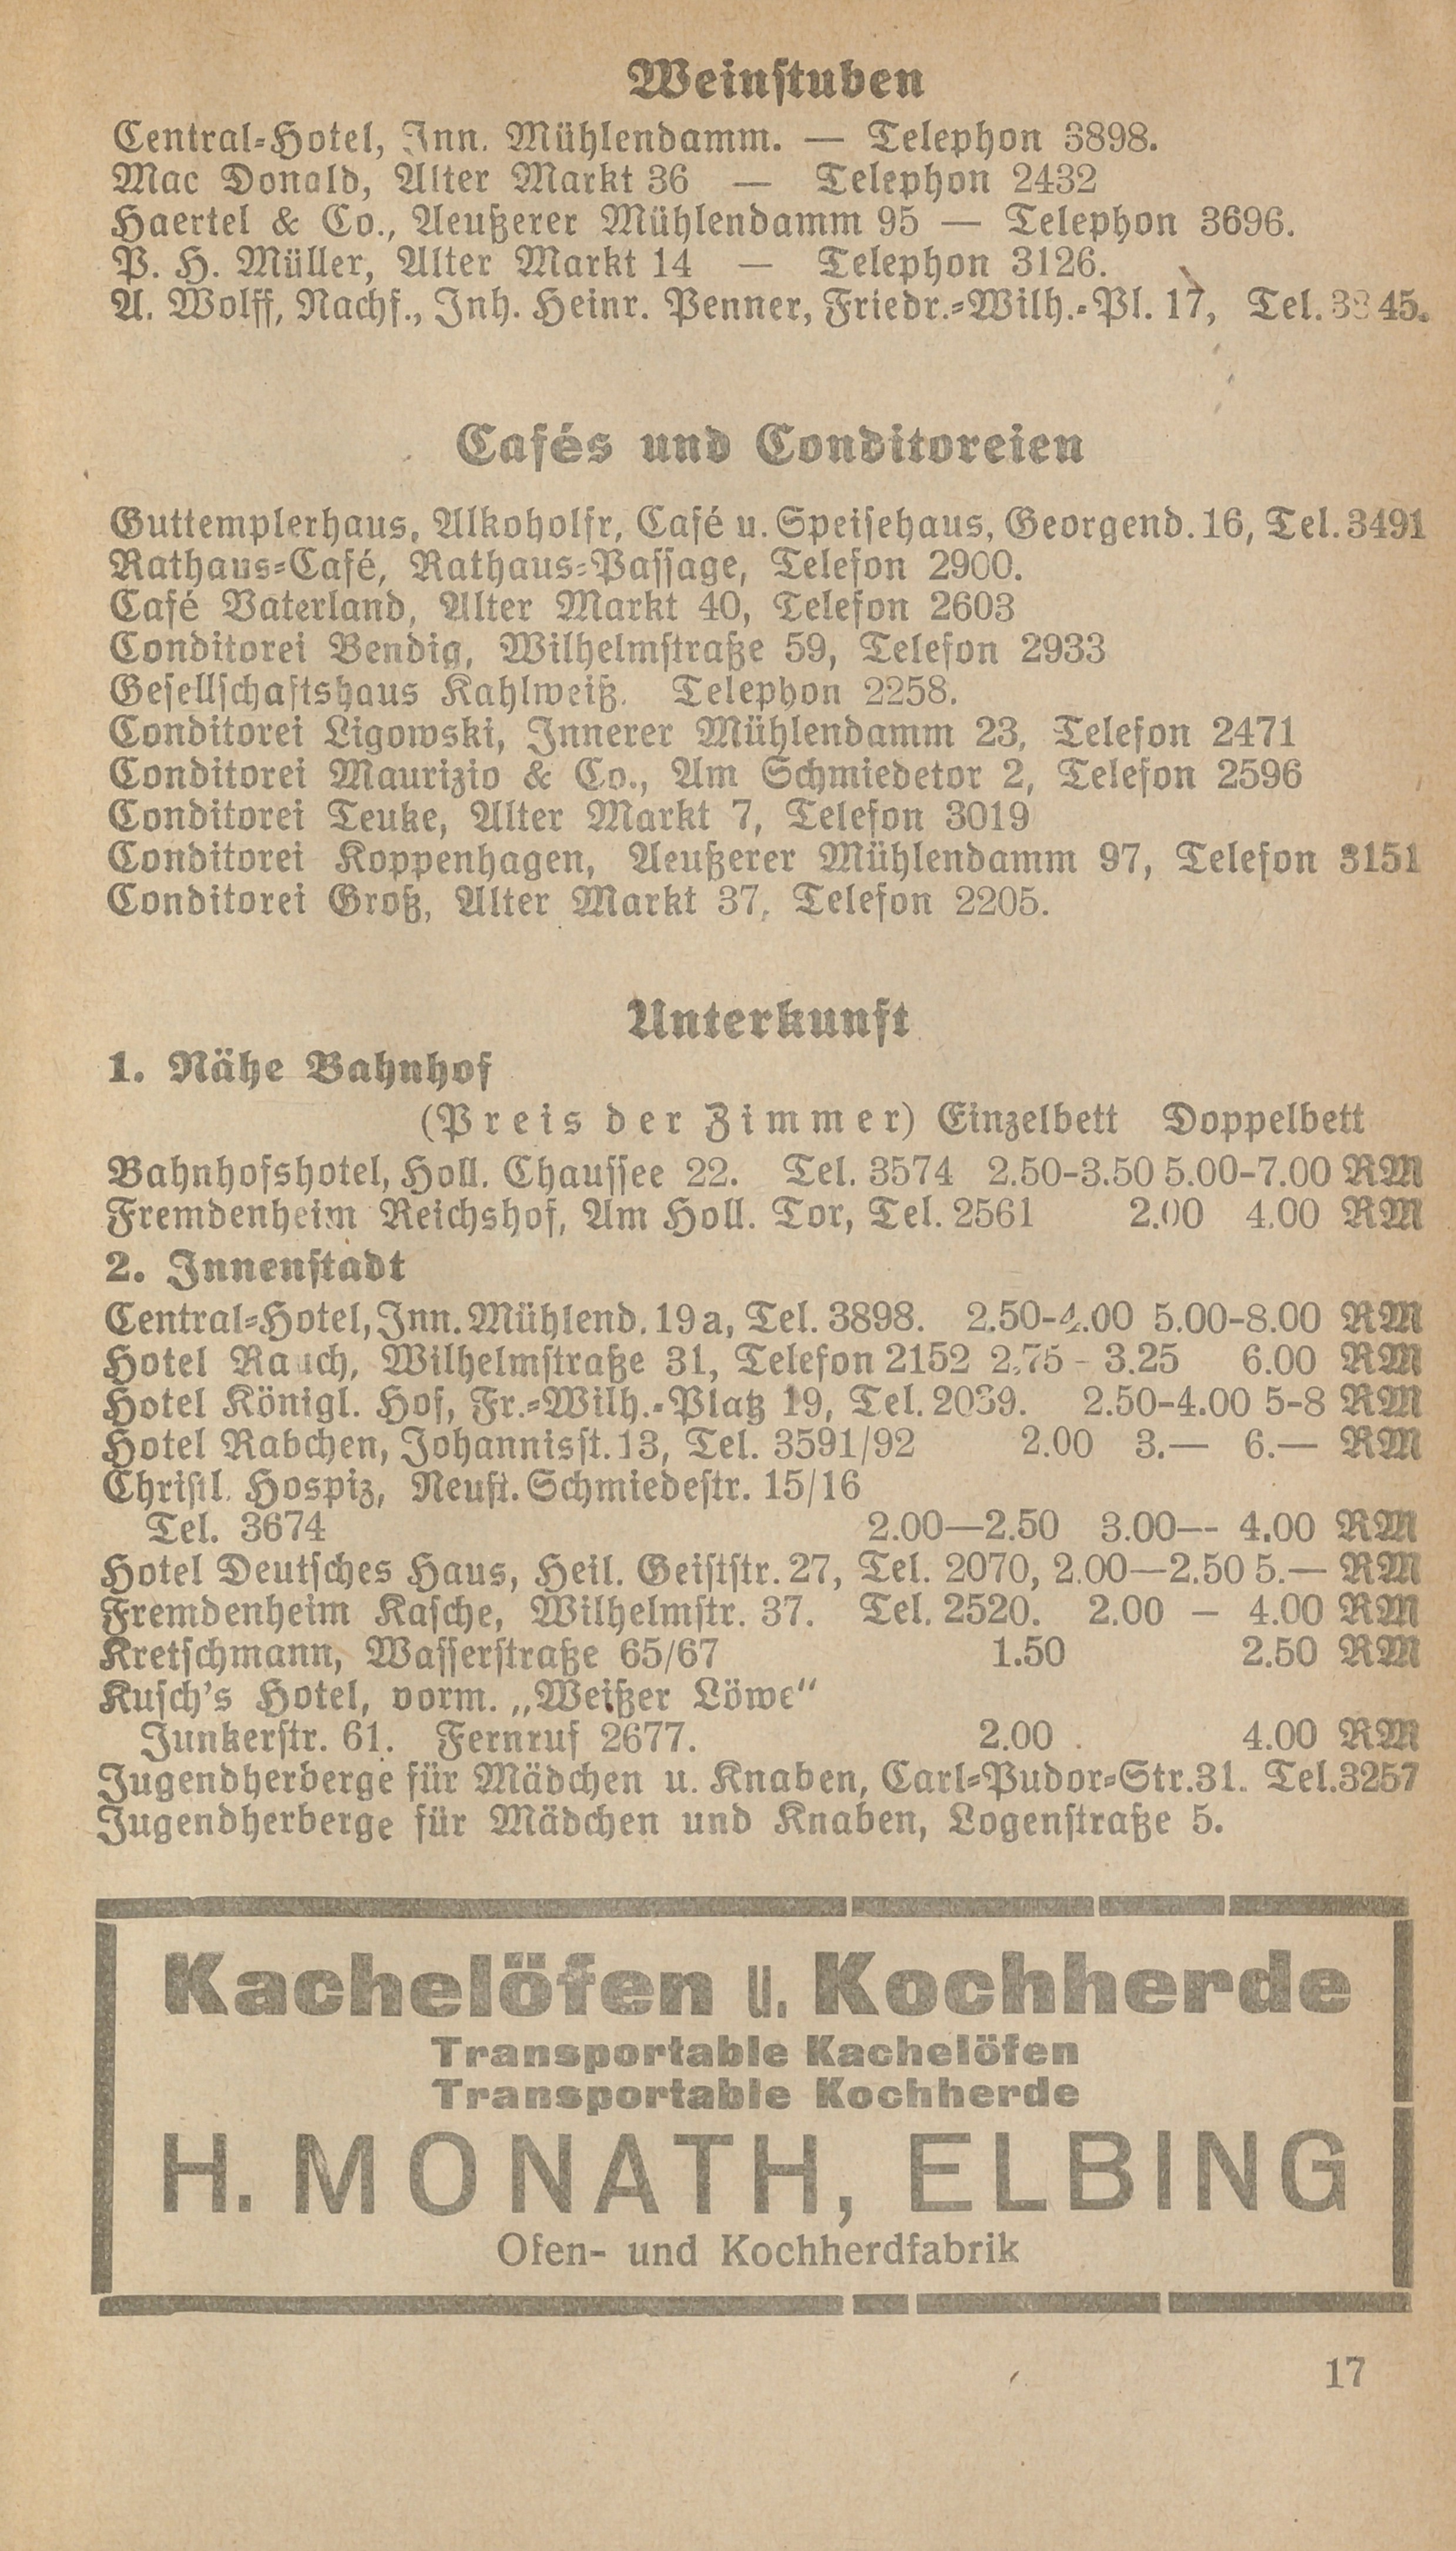 Weinstuben
Central-Hotel, Inn. Mühlendamm. — Telephon 3898.
Mac Donald, Alter Markt 36 — Telephon 2432
Haertel & Co., Aeußerer Mühlendamm 95 — Telephon 3696.
P. H. Müller, Alter Markt 14 — Telephon 3126.
A. Wolff, Nachf., Inh. Heinr. Penner, Friedr.-Wilh.-Pl. 17, Tel.
Cafés und Conditoreien
Guttemplerhaus, Alkoholfr, Café u. Speisehaus, Georgend. 16, Tel. 3491
Rathaus-Café, Rathaus-Passage, Telefon 2900.
Café Vaterland, Alter Markt 40, Telefon 2603
Conditorei Bendig, Wilhelmstraße 59, Telefon 2933
Gesellschaftshaus Kahlweiß. Telephon 2258.
Conditorei Ligowski, Innerer Mühlendamm 23, Telefon 2471
Conditorei Maurizio & Co., Am Schmiedetor 2, Telefon 2596
Conditorei Teuke, Alter Markt 7, Telefon 3019
Conditorei Koppenhagen, Aeußerer Mühlendamm 97, Telefon 3151
Conditorei Groß, Alter Markt 37, Telefon 2205.
Unterkunft
1. Nähe Bahnhof
(Preis der Zimmer) Einzelbett Doppelbett
Bahnhofshotel, Holl. Chaussee 22. Tel. 3574 2.50-3.50 5.00-7.00 RM
Fremdenheim Reichshof, Am Holl. Tor, Tel. 2561 2.00 4.00 RM
2. Innenstadt
Central-Hotel, Inn. Mühlend. 19a, Tel. 3898. 2.50-4.00 5.00-8.00 RM
Hotel Rauch, Wilhelmstraße 31, Telefon 2152 2.75 - 3.25 6.00 RM
Hotel Königl. Hof, Fr.-Wilh.-Platz 19, Tel. 2039. 2.50-4.00 5-8 RM
Hotel Rabchen, Johannisst. 13, Tel. 3591/92 2.00 3.— 6.— RM
Christl. Hospiz, Neust. Schmiedestr. 15/16
Tel. 3674 2.00—2.50 3.00-- 4.00 RM
Hotel Deutsches Haus, Heil. Geiststr. 27, Tel. 2070, 2.00—2.50 5.— RM
Fremdenheim Kasche, Wilhelmstr. 37. Tel. 2520. 2.00 — 4.00 RM
Kretschmann, Wasserstraße 65/67 1.50 2.50 RM
Kusch's Hotel, vorm. „Weißer Löwe“
Junkerstr. 61. Fernruf 2677. 2.00 4.00 RM
Jugendherberge für Mädchen u. Knaben, Carl-Pudor-Str. 31. Tel. 3257
Jugendherberge für Mädchen und Knaben, Logenstraße 5.
Kachelöfen u. Kochherde
Transportable Kachelöfen
Transportable Kochherde
H. MONATH, ELBING
Ofen- und Kochherdfabrik
17